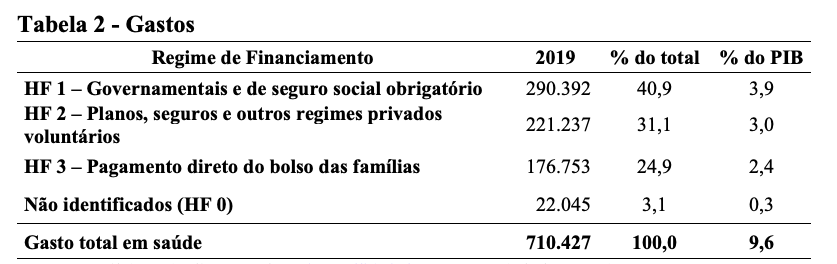 Tabela 2 - Gastos
Regime de Financiamento 2019 % do total % do PIB
HF 1 – Governamentais e de seguro social obrigatório 290.392 40,9 3,9
HF 2 – Planos, seguros e outros regimes privados
voluntários 221.237 31,1 3,0
HF 3 – Pagamento direto do bolso das famílias 176.753 24,9 2,4
Não identificados (HF 0) 22.045 3,1 0,3
Gasto total em saúde 710.427 100,0 9,6